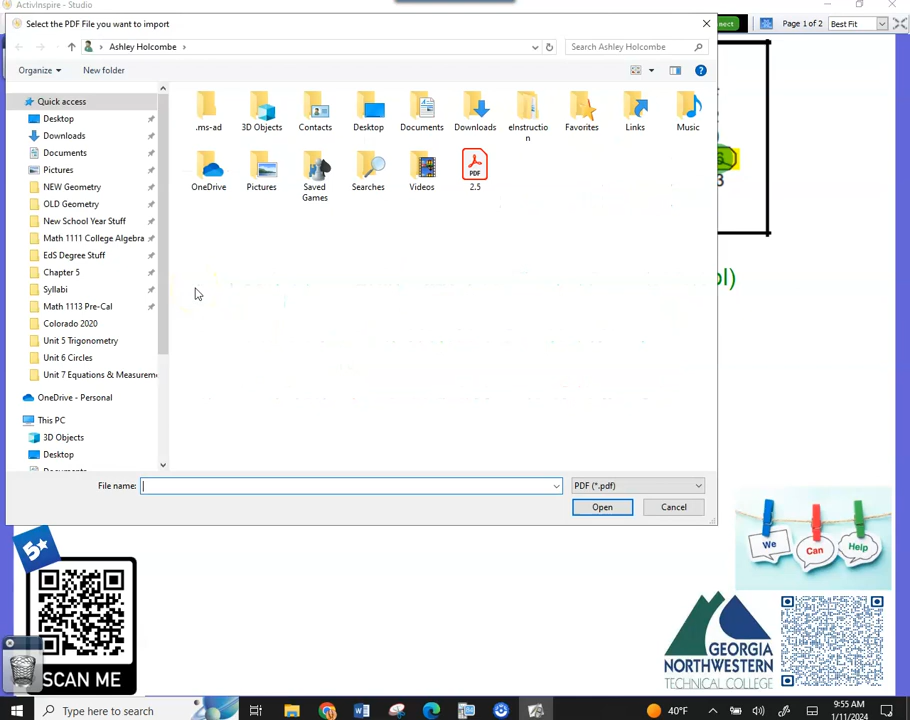 ActivInspire - Studio
Select the PDF File you want to import
nect
Page 1 of 2
Best Fit
Ashley Holcombe
Search Ashley Holcombe
Organize
New folder
Quick access
Desktop
Downloads
Documents
Pictures
NEW Geometry
OLD Geometry
New School Year Stuff
Math 1111 College Algebra
EdS Degree Stuff
Chapter 5
Syllabi
Math 1113 Pre-Cal
Colorado 2020
Unit 5 Trigonometry
Unit 6 Circles
Unit 7 Equations & Measurem
OneDrive - Personal
This PC
3D Objects
Desktop
Documents
.ms-ad
3D Objects
Contacts
Desktop
Documents
Downloads
eInstructio
n
Favorites
Links
Music
OneDrive
Pictures
Saved
Games
Searches
Videos
PDF
2.5
3
ol)
File name:
PDF (*.pdf)
Open
Cancel
5
SCAN ME
We
Can
Help
GEORGIA
NORTHWESTERN
TECHNICAL COLLEGE
Type here to search
40°F
9:55 AM
1/11/2024